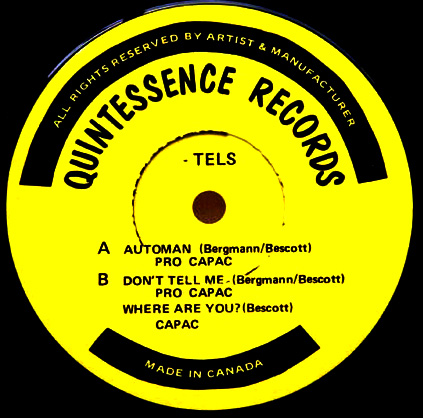 ALL RIGHTS RESERVED BY ARTIST & MANUFACTURER
QUINTESSENCE RECORDS
- TELS
A AUTOMAN (Bergmann/Bescott)
PRO CAPAC
B DON'T TELL ME - (Bergmann/Bescott)
PRO CAPAC
WHERE ARE YOU? (Bescott)
CAPAC
MADE IN CANADA